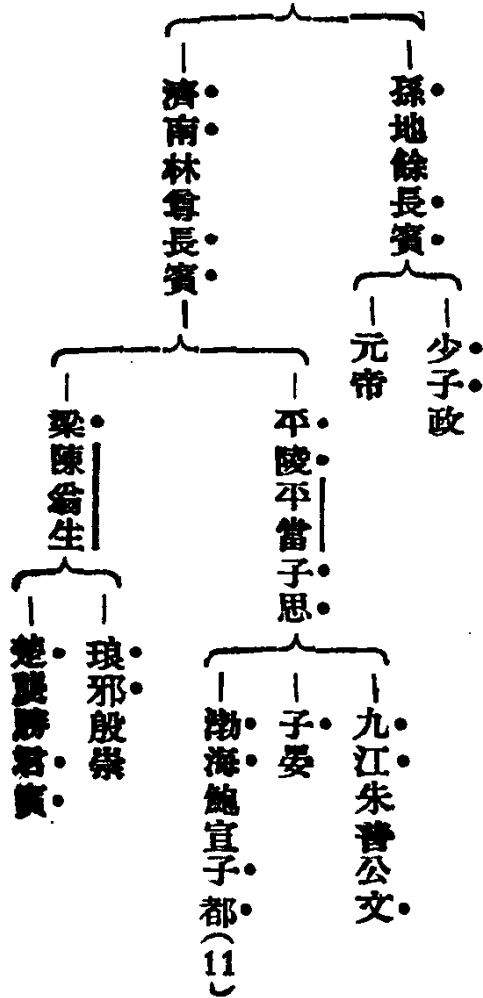 孫地餘長賓
少子政
元帝
濟南林尊長賓
平陵平當子思
九江朱普公文
子晏
渤海鮑宣子都(11)
梁陳翁生
琅邪殷崇
楚龔勝君賓